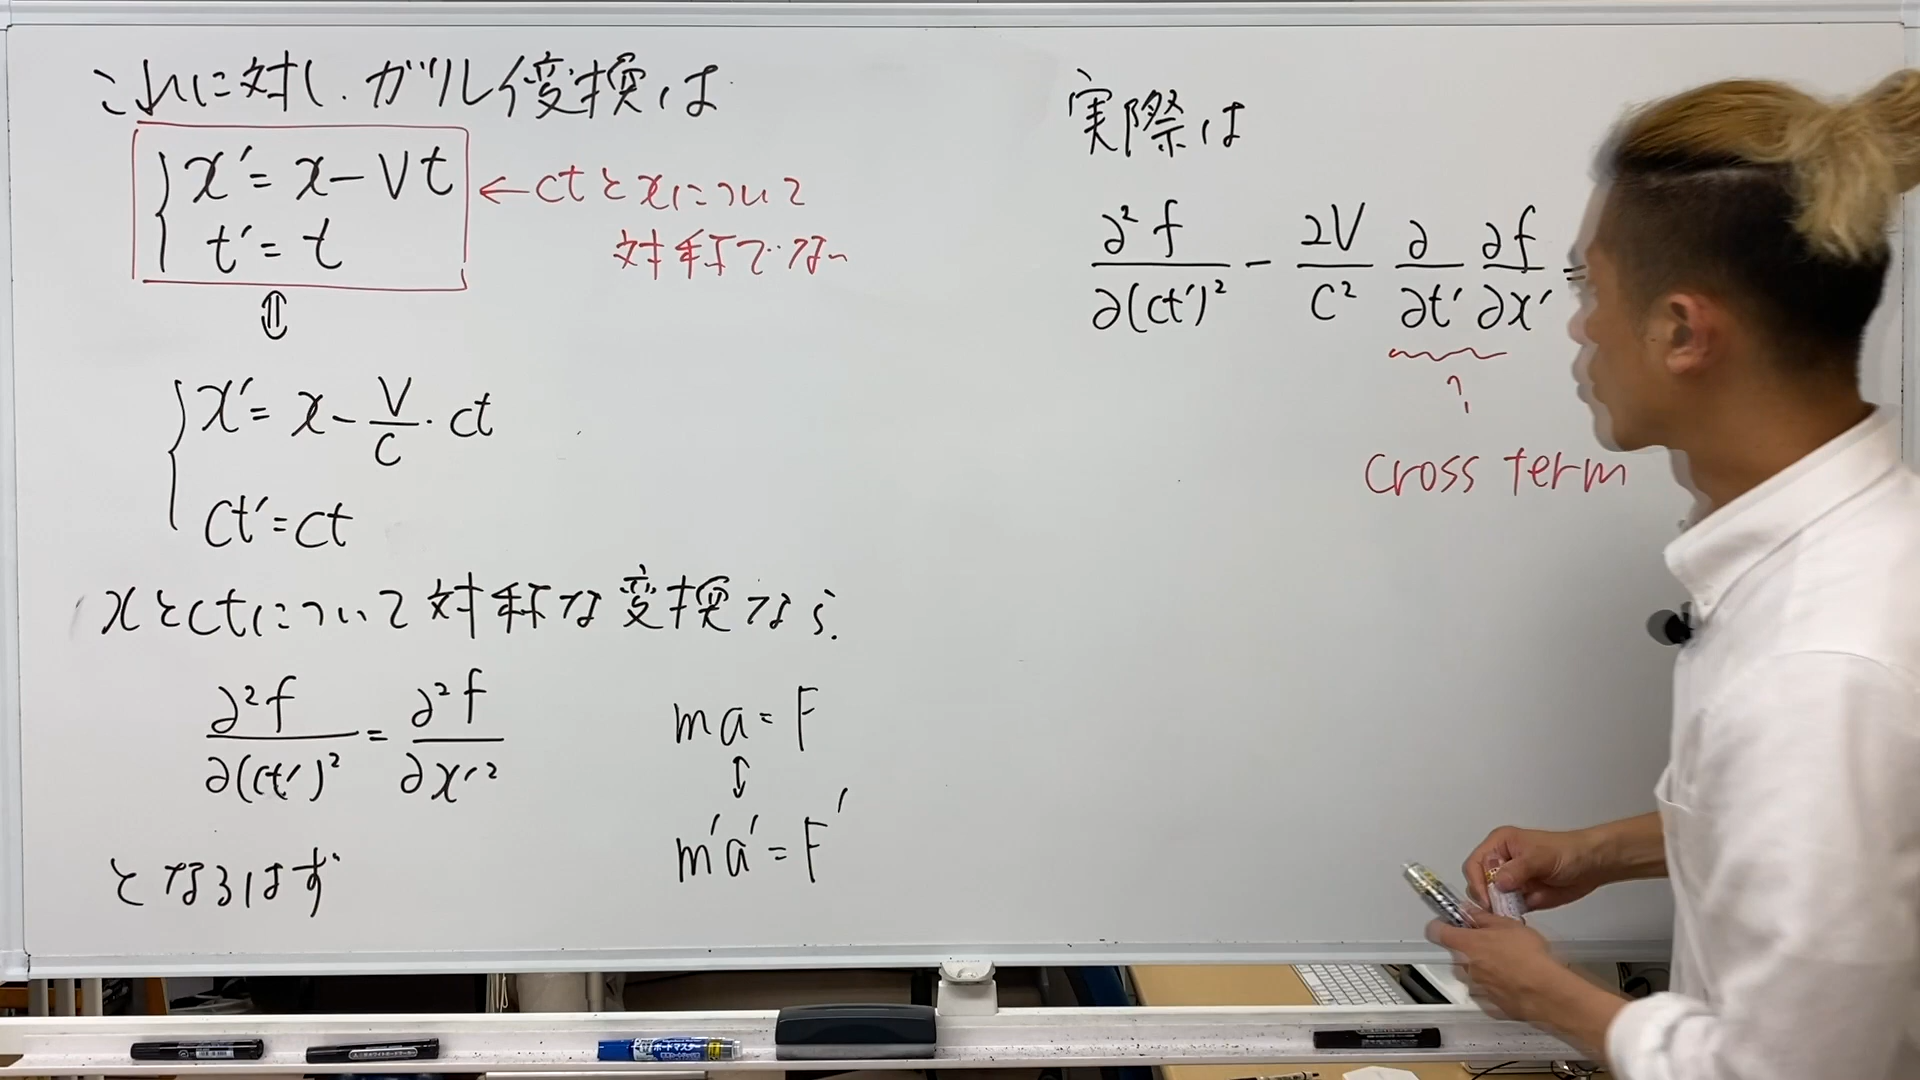 これに対し、ガリレイ変換は
x' = x - Vt
t' = t
← ctとxについて
対称でない
⇕
x' = x - V/c · ct
ct' = ct
xとctについて対称な変換なら、
∂²f/∂(ct')² = ∂²f/∂x'²
となるはず
ma = F
↕
m'a' = F'
実際は
∂²f/∂(ct')² - 2V/c² ∂/∂t' ∂f/∂x' =
?
cross term